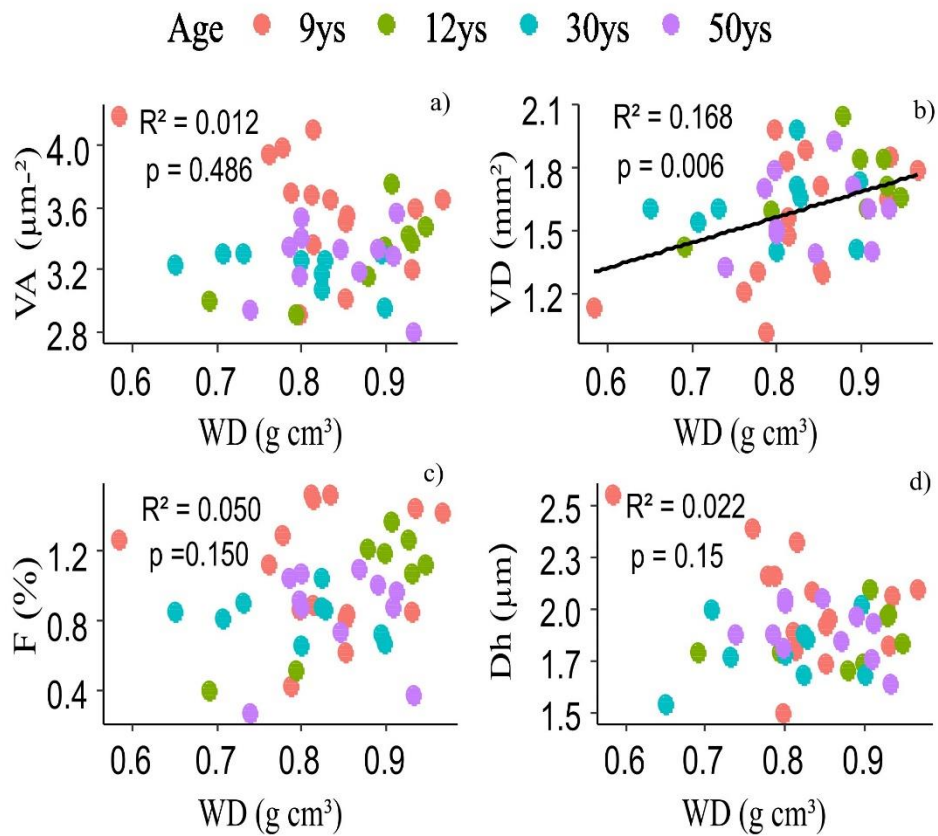 Age 9ys 12ys 30ys 50ys
a)
R² = 0.012
p = 0.486
VA (µm-²)
4.0
3.6
3.2
2.8
0.6 0.7 0.8 0.9
WD (g cm³)
b)
R² = 0.168
p = 0.006
VD (mm²)
2.1
1.8
1.5
1.2
0.6 0.7 0.8 0.9
WD (g cm³)
c)
R² = 0.050
p =0.150
F (%)
1.2
0.8
0.4
0.6 0.7 0.8 0.9
WD (g cm³)
d)
R² = 0.022
p = 0.15
Dh (µm)
2.5
2.3
2.0
1.7
1.5
0.6 0.7 0.8 0.9
WD (g cm³)